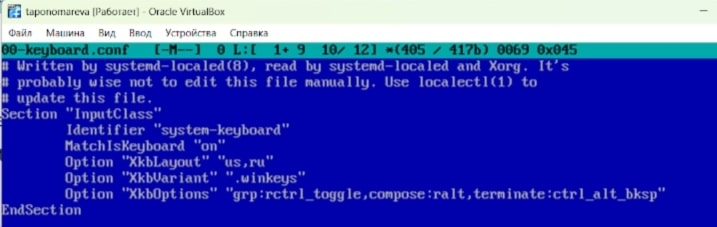 taponomareva [Работает] - Oracle VirtualBox
Файл Машина Вид Ввод Устройства Справка
00-keyboard.conf [-M--] 0 L:[ 1+ 9 10/ 12] *(405 / 417b) 0069 0x045
# Written by systemd-localed(8), read by systemd-localed and Xorg. It's
# probably wise not to edit this file manually. Use localectl(1) to
# update this file.
Section "InputClass"
Identifier "system-keyboard"
MatchIsKeyboard "on"
Option "XkbLayout" "us,ru"
Option "XkbVariant" ".winkeys"
Option "XkbOptions" "grp:rctrl_toggle,compose:ralt,terminate:ctrl_alt_bksp"
EndSection